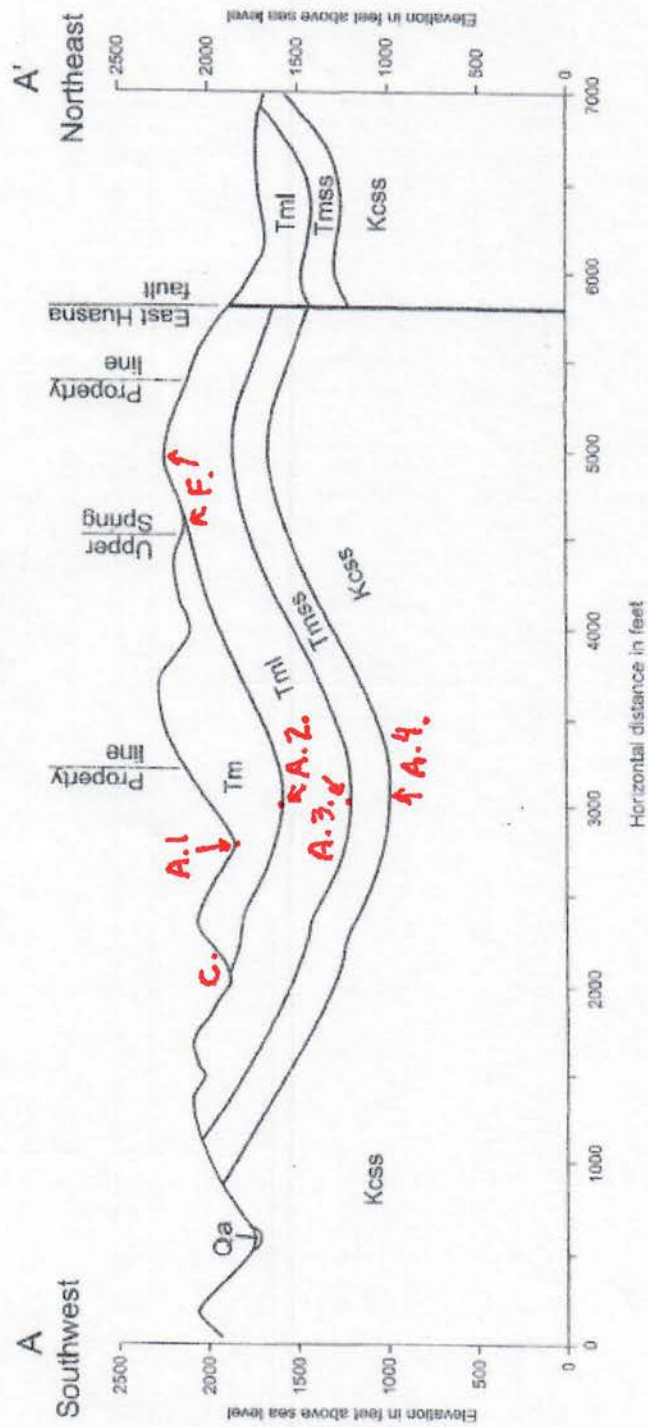 A
Southwest
A'
Northeast
Elevation in feet above sea level
2500
2000
1500
1000
500
0
Qa
Kcss
C.
A.1
Tm
Property
line
A.2.
A.3.
A.4.
Tml
Tmss
Kcss
Upper
Spring
F.
Property
line
East Huasna
fault
Tml
Tmss
Kcss
Elevation in feet above sea level
2500
2000
1500
1000
500
0
0
1000
2000
3000
4000
5000
6000
7000
Horizontal distance in feet